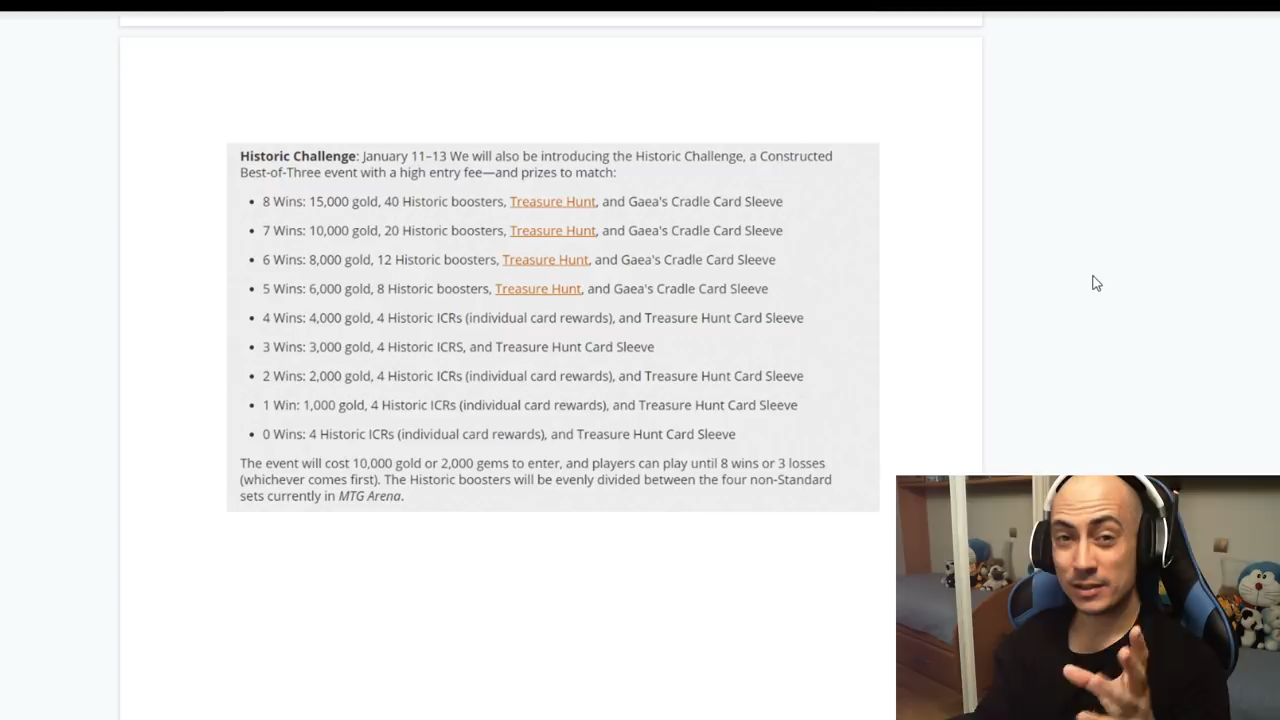 Historic Challenge: January 11–13 We will also be introducing the Historic Challenge, a Constructed
Best-of-Three event with a high entry fee—and prizes to match:
• 8 Wins: 15,000 gold, 40 Historic boosters, Treasure Hunt, and Gaea's Cradle Card Sleeve
• 7 Wins: 10,000 gold, 20 Historic boosters, Treasure Hunt, and Gaea's Cradle Card Sleeve
• 6 Wins: 8,000 gold, 12 Historic boosters, Treasure Hunt, and Gaea's Cradle Card Sleeve
• 5 Wins: 6,000 gold, 8 Historic boosters, Treasure Hunt, and Gaea's Cradle Card Sleeve
• 4 Wins: 4,000 gold, 4 Historic ICRs (individual card rewards), and Treasure Hunt Card Sleeve
• 3 Wins: 3,000 gold, 4 Historic ICRS, and Treasure Hunt Card Sleeve
• 2 Wins: 2,000 gold, 4 Historic ICRs (individual card rewards), and Treasure Hunt Card Sleeve
• 1 Win: 1,000 gold, 4 Historic ICRs (individual card rewards), and Treasure Hunt Card Sleeve
• 0 Wins: 4 Historic ICRs (individual card rewards), and Treasure Hunt Card Sleeve
The event will cost 10,000 gold or 2,000 gems to enter, and players can play until 8 wins or 3 losses
(whichever comes first). The Historic boosters will be evenly divided between the four non-Standard
sets currently in MTG Arena.